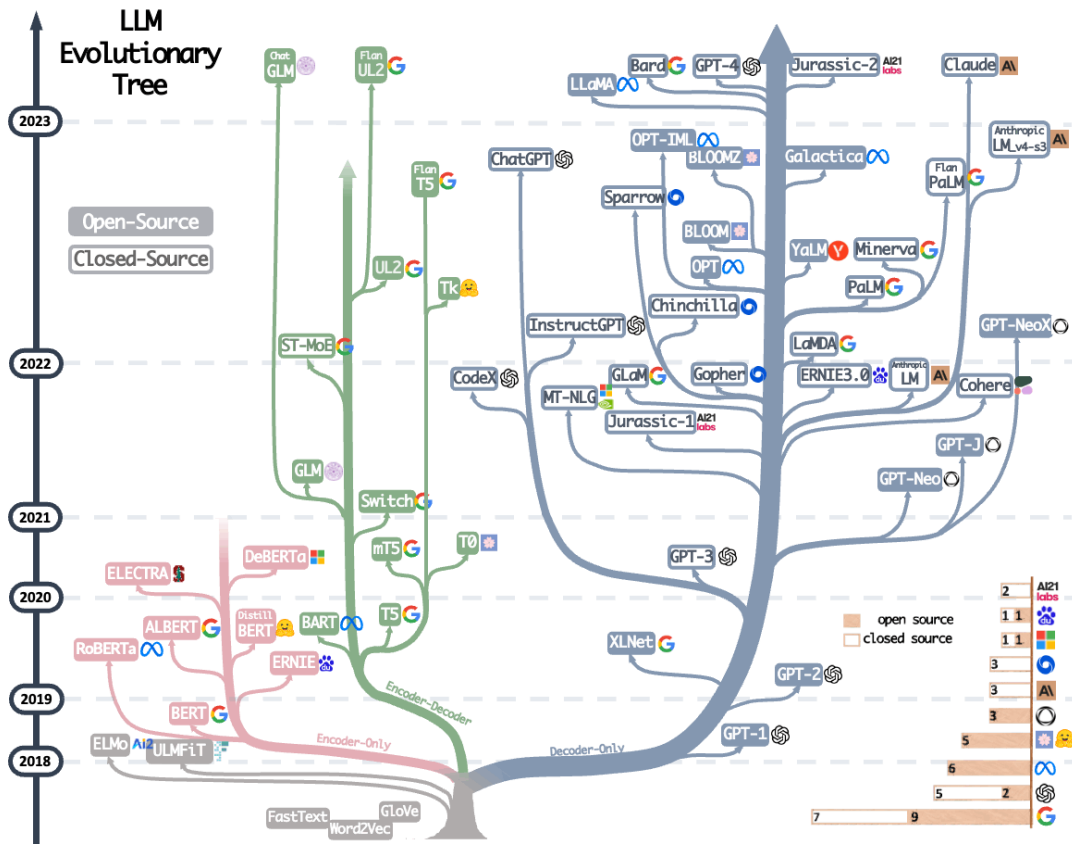 LLM
Evolutionary
Tree
2023
2022
2021
2020
2019
2018
Open-Source
Closed-Source
Chat
GLM
Flan
UL2
Flan
T5
UL2
Tk
ST-MoE
GLM
Switch
mT5
T0
T5
BART
Encoder-Decoder
DeBERTa
ELECTRA
Distill
BERT
ALBERT
RoBERTa
ERNIE
BERT
Encoder-Only
ELMo
Ai2
ULMFiT
FastText
GloVe
Word2Vec
Bard
GPT-4
Jurassic-2
AI21
labs
Claude
A\
LLaMA
OPT-IML
BLOOMZ
Galactica
Anthropic
LM_v4-s3
A\
ChatGPT
Flan
PaLM
Sparrow
BLOOM
YaLM
Y
Minerva
OPT
PaLM
Chinchilla
InstructGPT
GPT-NeoX
LaMDA
CodeX
GLaM
Gopher
ERNIE3.0
du
Anthropic
LM
A\
Cohere
MT-NLG
Jurassic-1
AI21
labs
GPT-J
GPT-Neo
GPT-3
XLNet
GPT-2
GPT-1
Decoder-Only
open source
closed source
2
AI21
labs
1 1
du
1 1
3
3
A\
3
5
6
5 2
7 9